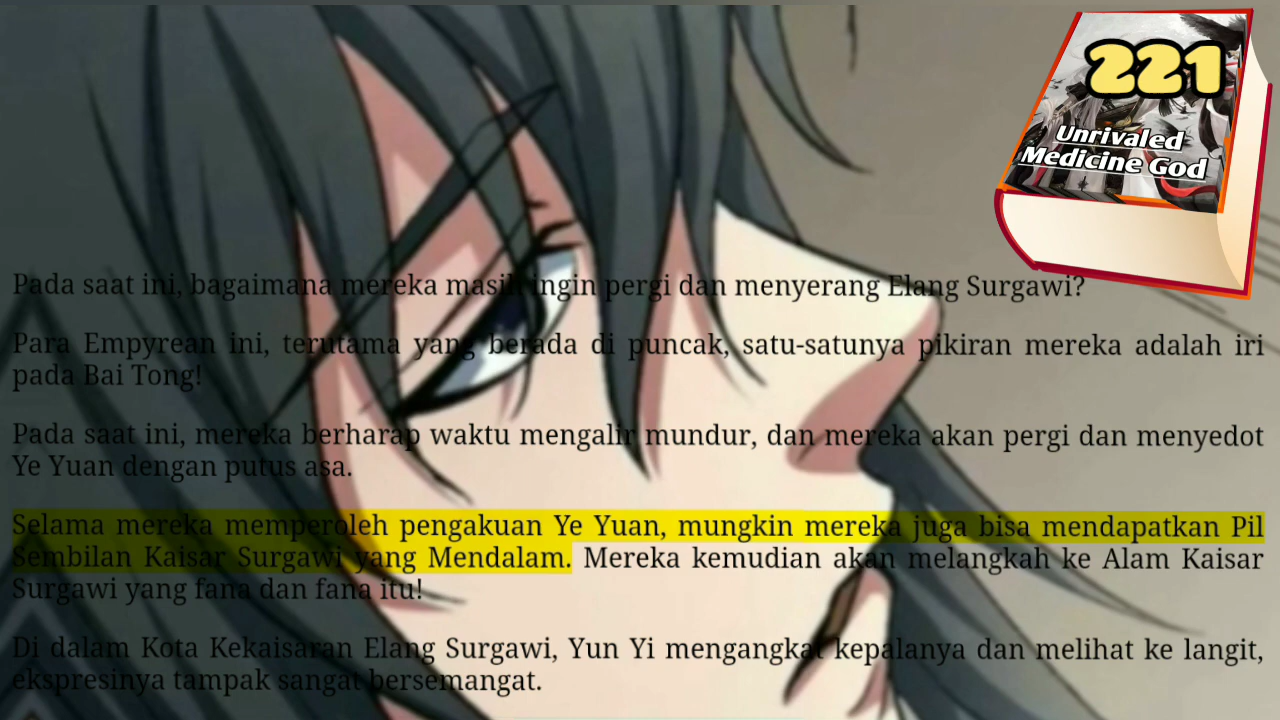 221
Unrivaled
Medicine God
Pada saat ini, bagaimana mereka masih ingin pergi dan menyerang Elang Surgawi?
Para Empyrean ini, terutama yang berada di puncak, satu-satunya pikiran mereka adalah iri
pada Bai Tong!
Pada saat ini, mereka berharap waktu mengalir mundur, dan mereka akan pergi dan menyedot
Ye Yuan dengan putus asa.
Selama mereka memperoleh pengakuan Ye Yuan, mungkin mereka juga bisa mendapatkan Pil
Sembilan Kaisar Surgawi yang Mendalam. Mereka kemudian akan melangkah ke Alam Kaisar
Surgawi yang fana dan fana itu!
Di dalam Kota Kekaisaran Elang Surgawi, Yun Yi mengangkat kepalanya dan melihat ke langit,
ekspresinya tampak sangat bersemangat.